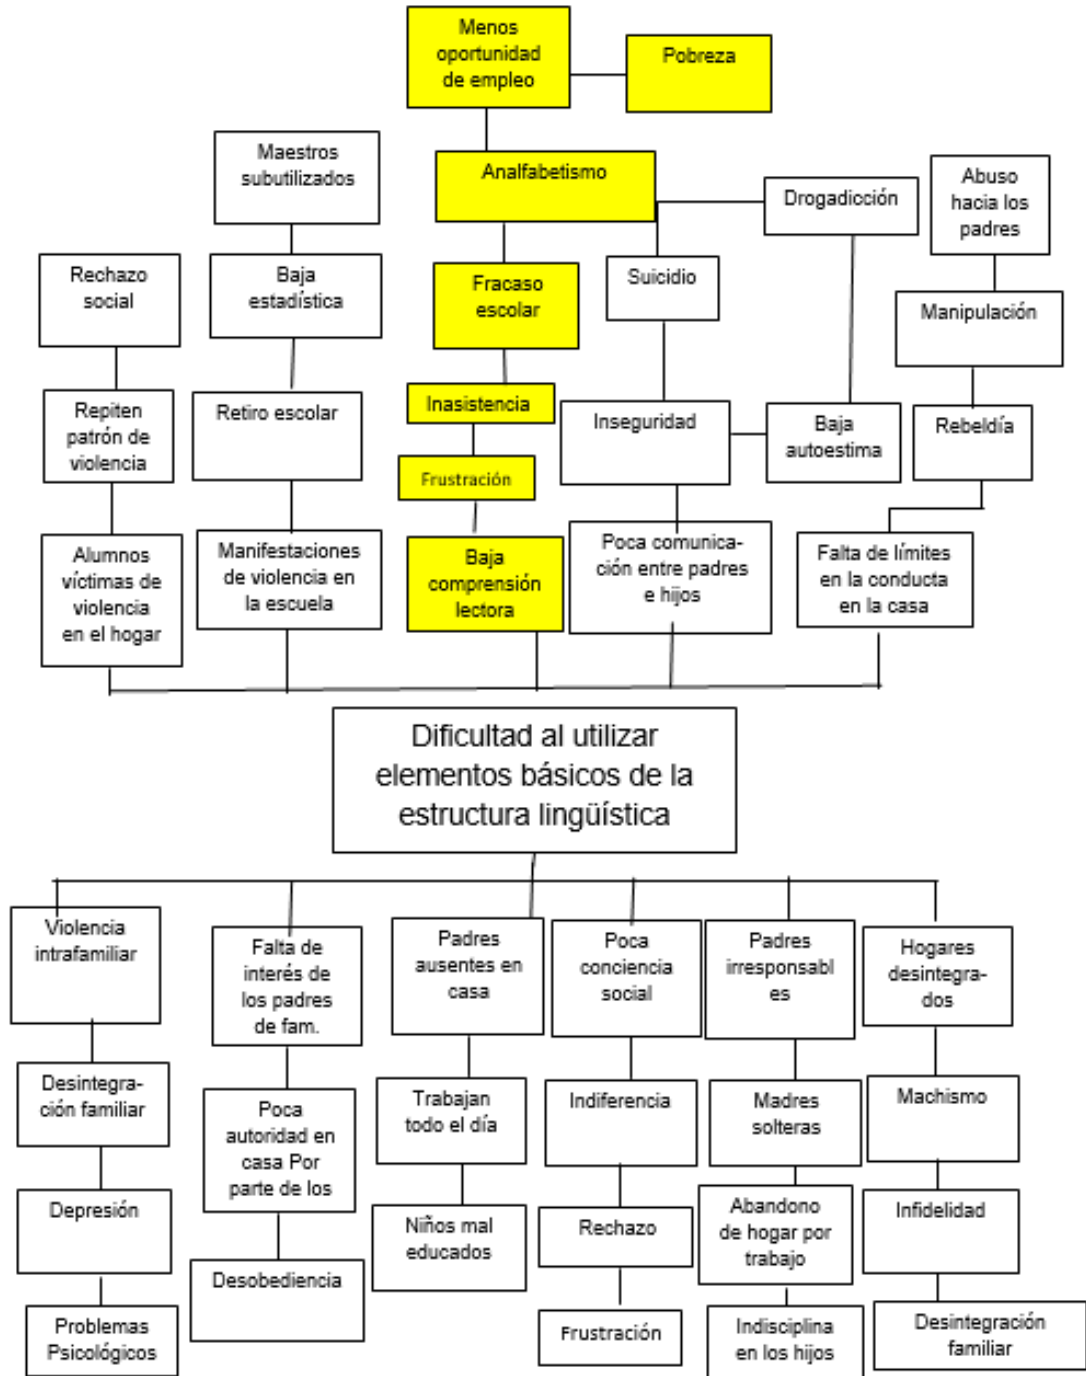 Menos
oportunidad
de empleo
Pobreza
Maestros
subutilizados
Analfabetismo
Drogadicción
Abuso
hacia los
padres
Rechazo
social
Baja
estadística
Fracaso
escolar
Suicidio
Manipulación
Repiten
patrón de
violencia
Retiro escolar
Inasistencia
Inseguridad
Baja
autoestima
Rebeldía
Frustración
Alumnos
víctimas de
violencia
en el hogar
Manifestaciones
de violencia en
la escuela
Baja
comprensión
lectora
Poca comunica-
ción entre padres
e hijos
Falta de límites
en la conducta
en la casa
Dificultad al utilizar
elementos básicos de la
estructura lingüística
Violencia
intrafamiliar
Falta de
interés de
los padres
de fam.
Padres
ausentes en
casa
Poca
conciencia
social
Padres
irresponsabl
es
Hogares
desintegra-
dos
Desintegra-
ción familiar
Poca
autoridad en
casa Por
parte de los
Trabajan
todo el día
Indiferencia
Madres
solteras
Machismo
Depresión
Desobediencia
Niños mal
educados
Rechazo
Abandono
de hogar por
trabajo
Infidelidad
Problemas
Psicológicos
Frustración
Indisciplina
en los hijos
Desintegración
familiar